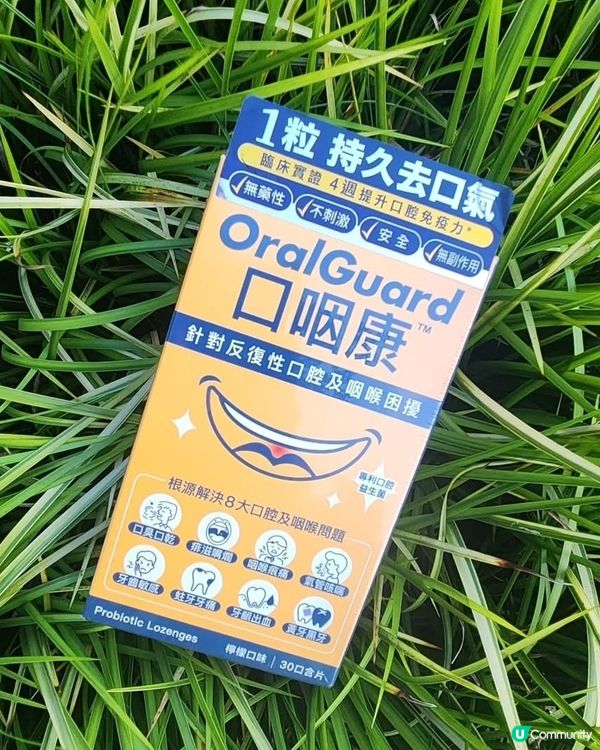 1粒 持久去口氣
臨床實證 4週提升口腔免疫力*
無藥性 不刺激 安全 無副作用
OralGuard
口咽康™
針對反復性口腔及咽喉困擾
專利口腔
益生菌
根源解決8大口腔及咽喉問題
口臭口乾 痱滋嘴爛 咽喉痕痛 氣管咳喘
牙齒敏感 蛀牙牙痛 牙齦出血 黃牙黑牙
Probiotic Lozenges
檸檬口味 | 30口含片
U Community